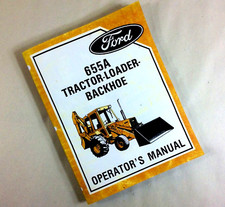 Ford
655A
TRACTOR-LOADER-
BACKHOE
OPERATOR'S MANUAL